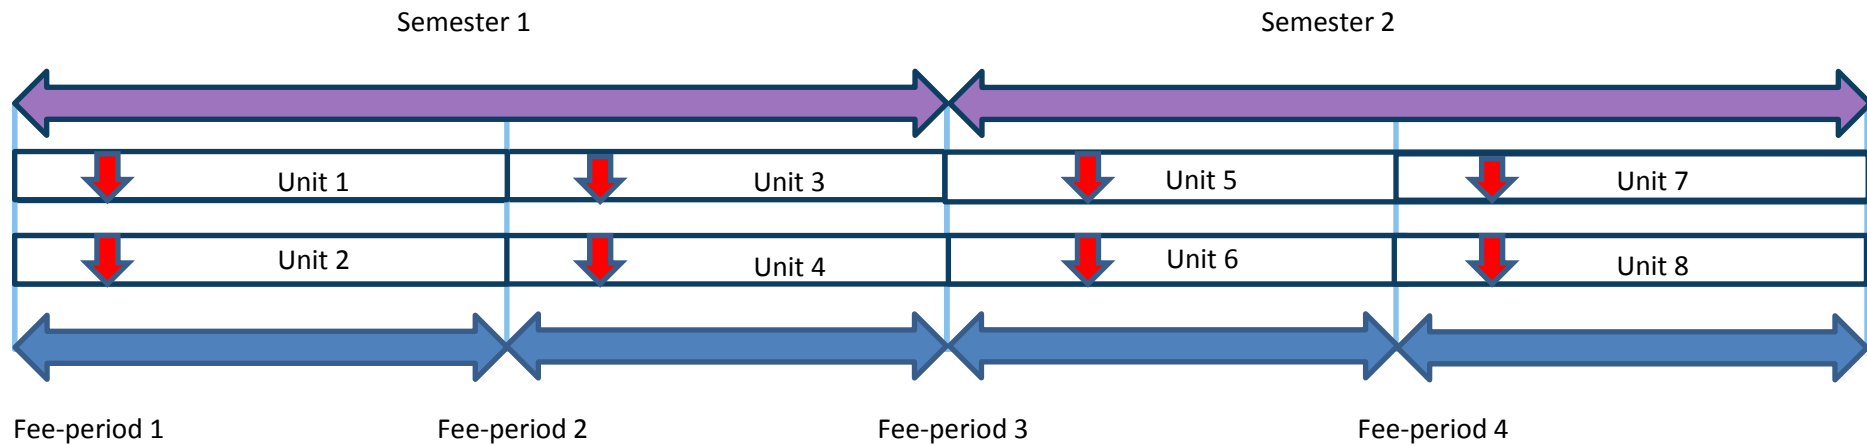 Semester 1
Semester 2
Unit 1
Unit 3
Unit 5
Unit 7
Unit 2
Unit 4
Unit 6
Unit 8
Fee-period 1
Fee-period 2
Fee-period 3
Fee-period 4